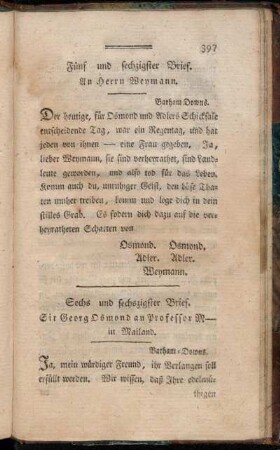 397
Fünf und sechzigster Brief.
An Herrn Weymann.
Barham Downs.
Der heutige, für Osmond und Adlers Schicksale
entscheidende Tag, war ein Regentag, und hat
jeden von ihnen — eine Frau gegeben. Ja,
lieber Weymann, sie sind verheyrathet, sind Land-
leute geworden, und also tod für das Leben.
Komm auch du, unruhiger Geist, den böse Tha-
ten umher treiben, komm und lege dich in dein
stilles Grab. Es fodern dich dazu auf die ver-
heyratheten Schatten von
Osmond. Osmond.
Adler. Adler.
Weymann.
Sechs und sechszigster Brief.
Sir Georg Osmond an Professor M—
in Mailand.
Barham-Downs.
Ja, mein würdiger Freund, ihr Verlangen soll
erfüllt werden. Wir wissen, daß Ihre edelmü-
thigen